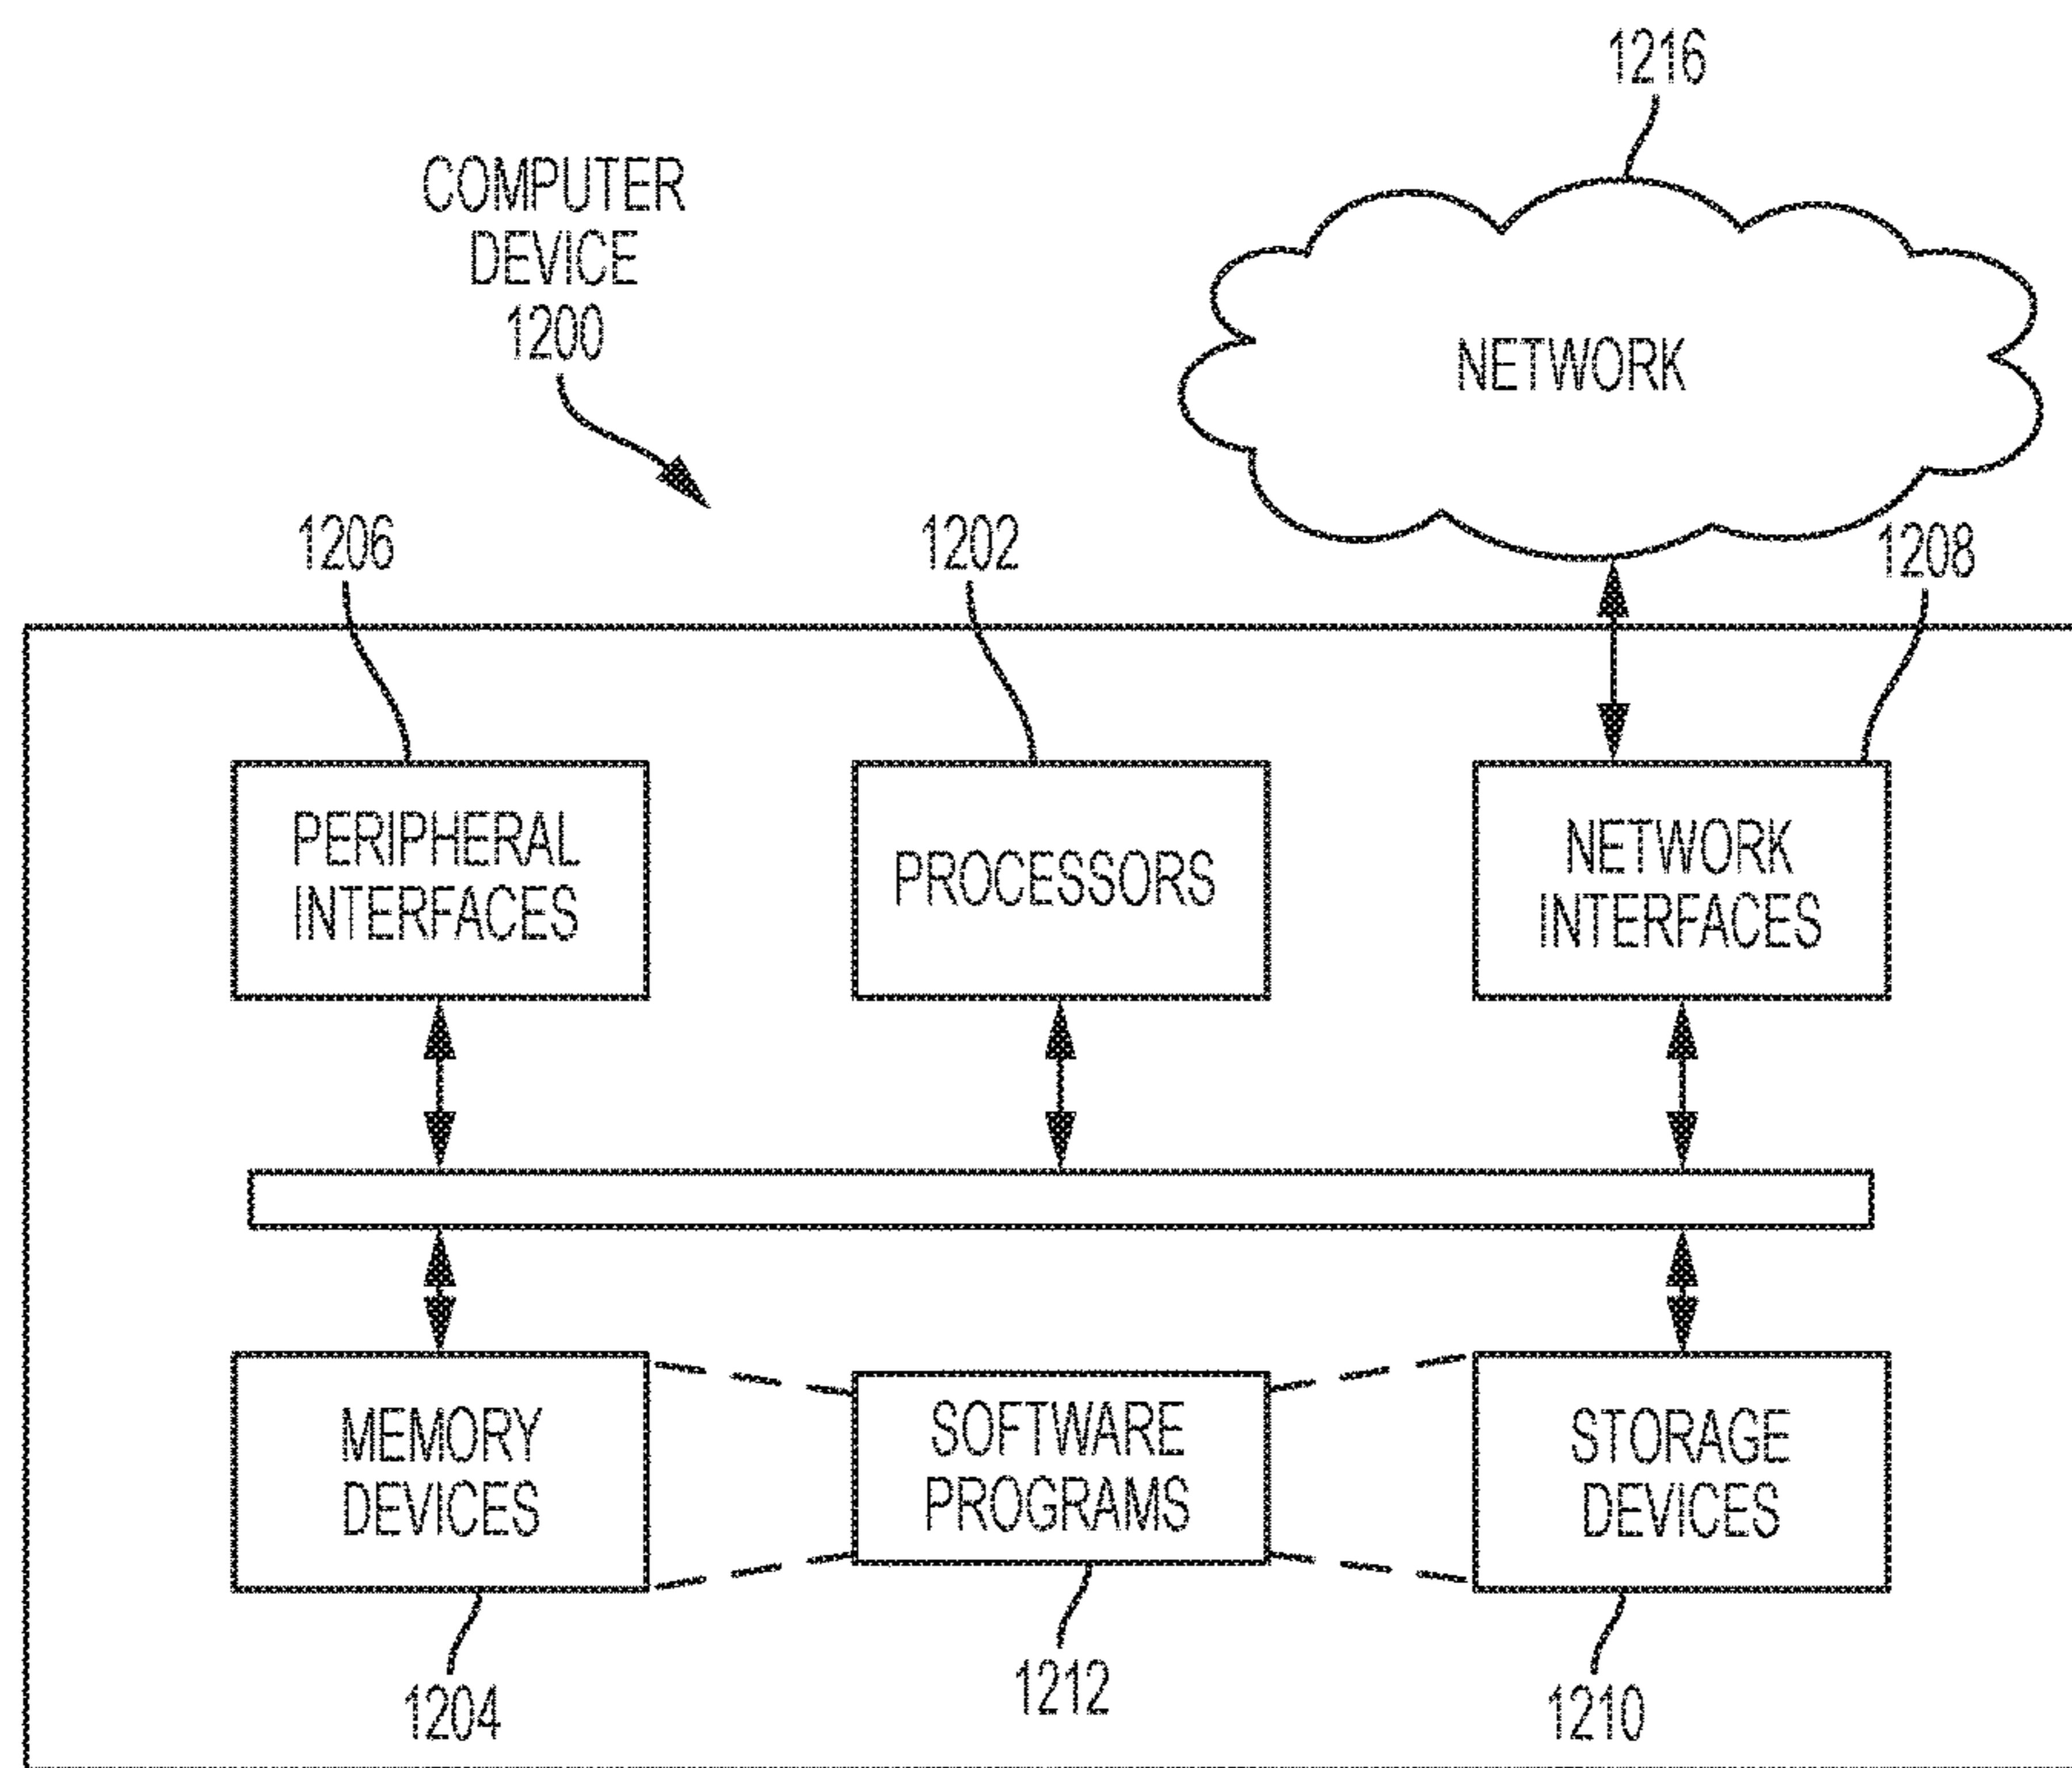 1216
COMPUTER
DEVICE
1200
NETWORK
1206
1202
1208
PERIPHERAL
INTERFACES
PROCESSORS
NETWORK
INTERFACES
MEMORY
DEVICES
SOFTWARE
PROGRAMS
STORAGE
DEVICES
1204
1212
1210